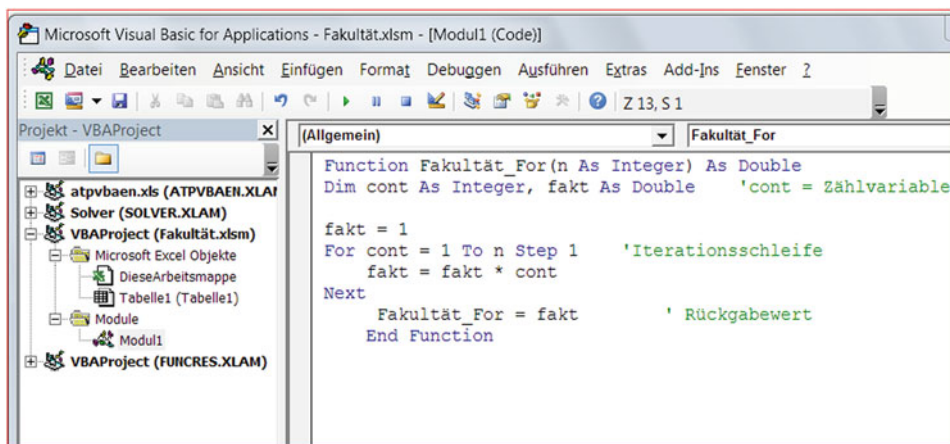 Microsoft Visual Basic for Applications - Fakultät.xlsm - [Modul1 (Code)]
Datei Bearbeiten Ansicht Einfügen Format Debuggen Ausführen Extras Add-Ins Fenster ?
Z 13, S 1
Projekt - VBAProject
atpvbaen.xls (ATPVBAEN.XLAM
Solver (SOLVER.XLAM)
VBAProject (Fakultät.xlsm)
Microsoft Excel Objekte
DieseArbeitsmappe
Tabelle1 (Tabelle1)
Module
Modul1
VBAProject (FUNCRES.XLAM)
(Allgemein)
Fakultät_For
Function Fakultät_For(n As Integer) As Double
Dim cont As Integer, fakt As Double 'cont = Zählvariable
fakt = 1
For cont = 1 To n Step 1 'Iterationsschleife
fakt = fakt * cont
Next
Fakultät_For = fakt ' Rückgabewert
End Function